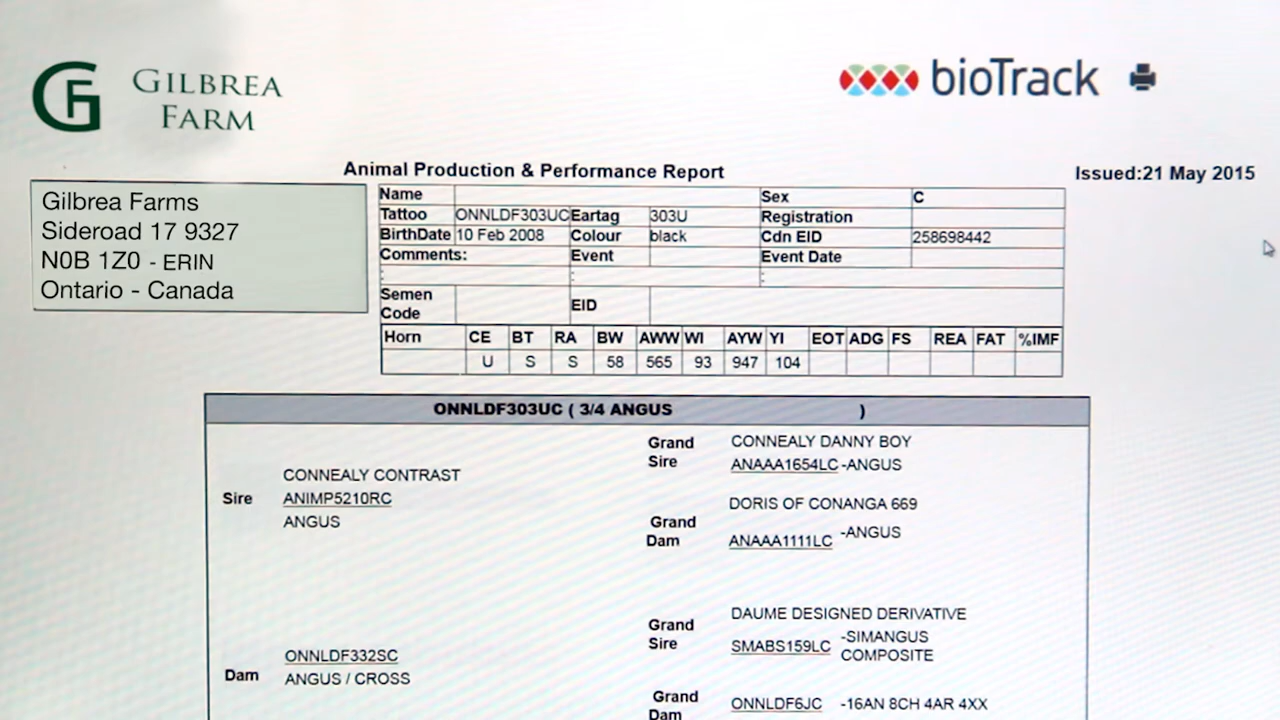 GF GILBREA
FARM
bioTrack
Animal Production & Performance Report
Issued:21 May 2015
Gilbrea Farms
Sideroad 17 9327
N0B 1Z0 - ERIN
Ontario - Canada
Name Sex C
Tattoo ONNLDF303UC Eartag 303U Registration
BirthDate 10 Feb 2008 Colour black Cdn EID 258698442
Comments: Event Event Date
: : :
Semen
Code EID
Horn CE BT RA BW AWW WI AYW YI EOT ADG FS REA FAT %IMF
U S S 58 565 93 947 104
ONNLDF303UC ( 3/4 ANGUS )
Sire
CONNEALY CONTRAST
ANIMP5210RC
ANGUS
Grand
Sire
CONNEALY DANNY BOY
ANAAA1654LC -ANGUS
Grand
Dam
DORIS OF CONANGA 669
ANAAA1111LC -ANGUS
Dam
ONNLDF332SC
ANGUS / CROSS
Grand
Sire
DAUME DESIGNED DERIVATIVE
SMABS159LC -SIMANGUS
COMPOSITE
Grand
Dam
ONNLDF6JC -16AN 8CH 4AR 4XX